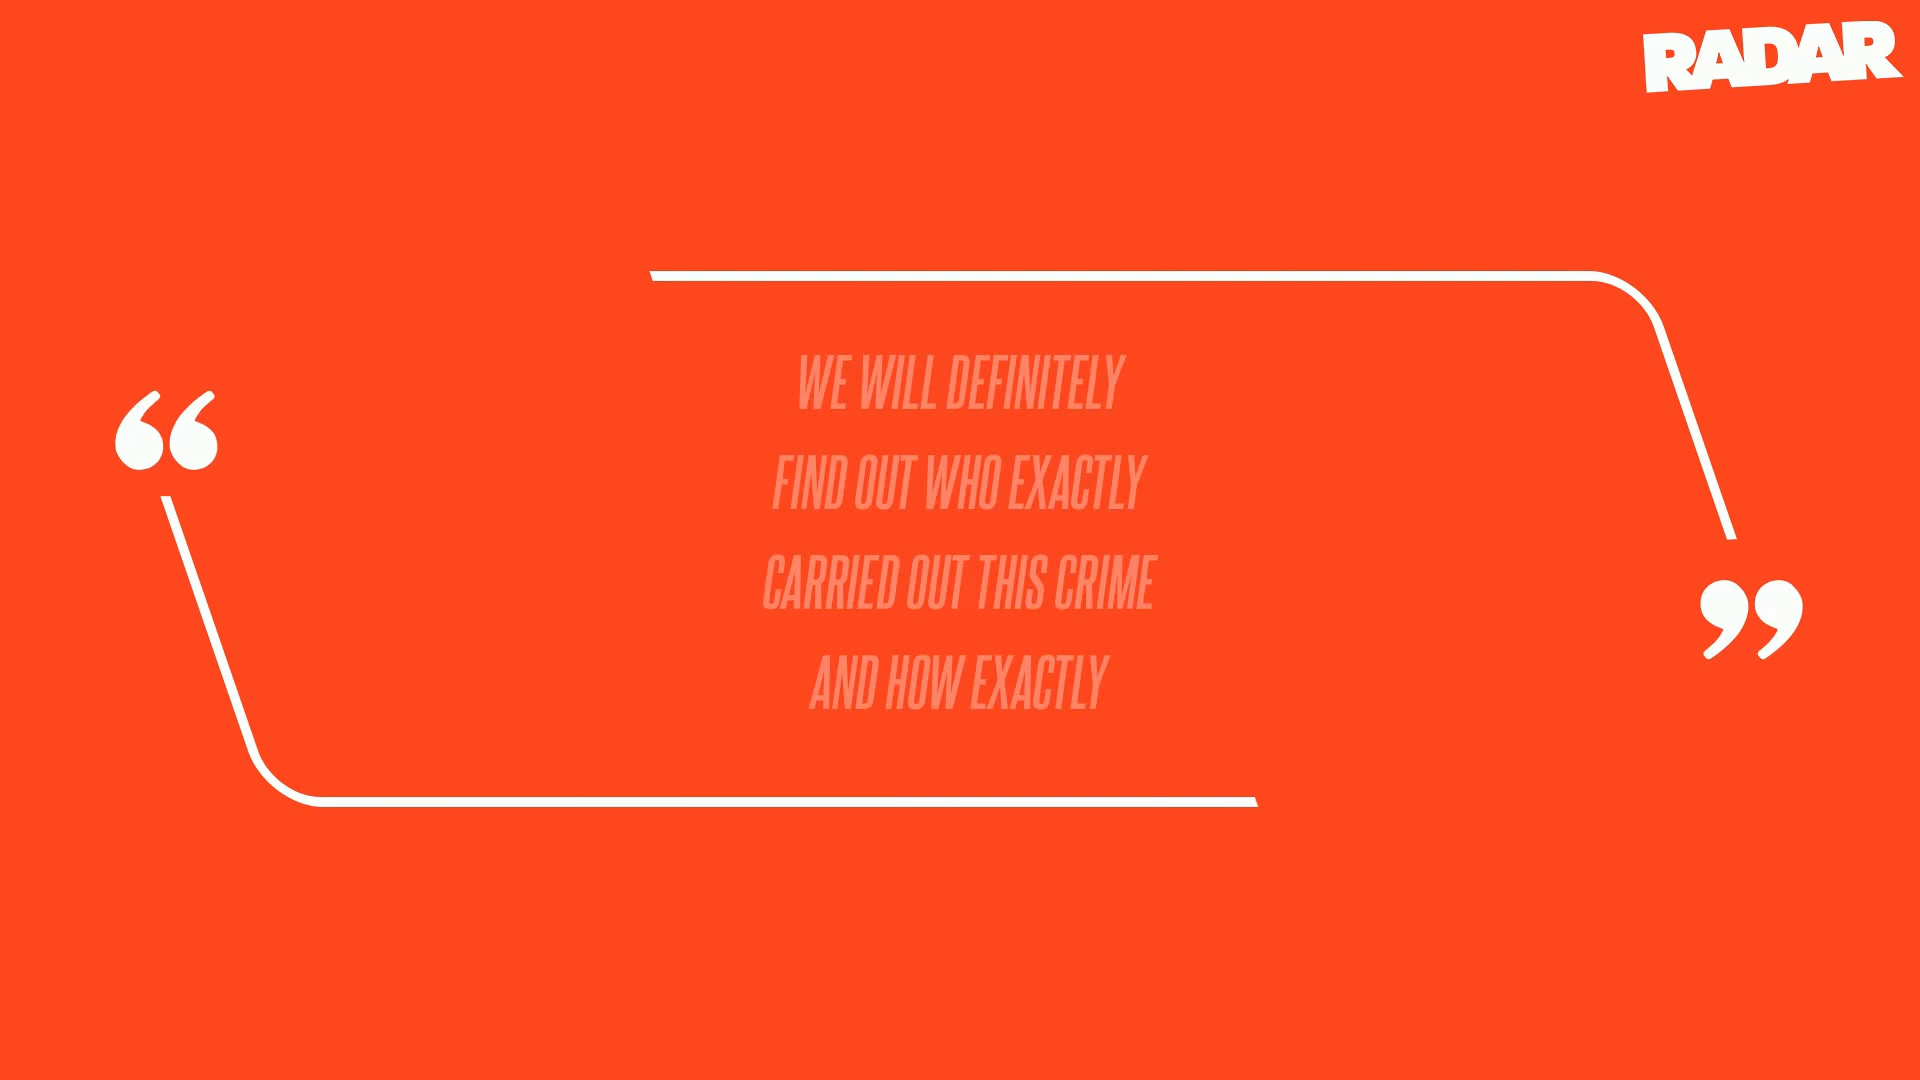 RADAR
WE WILL DEFINITELY
FIND OUT WHO EXACTLY
CARRIED OUT THIS CRIME
AND HOW EXACTLY